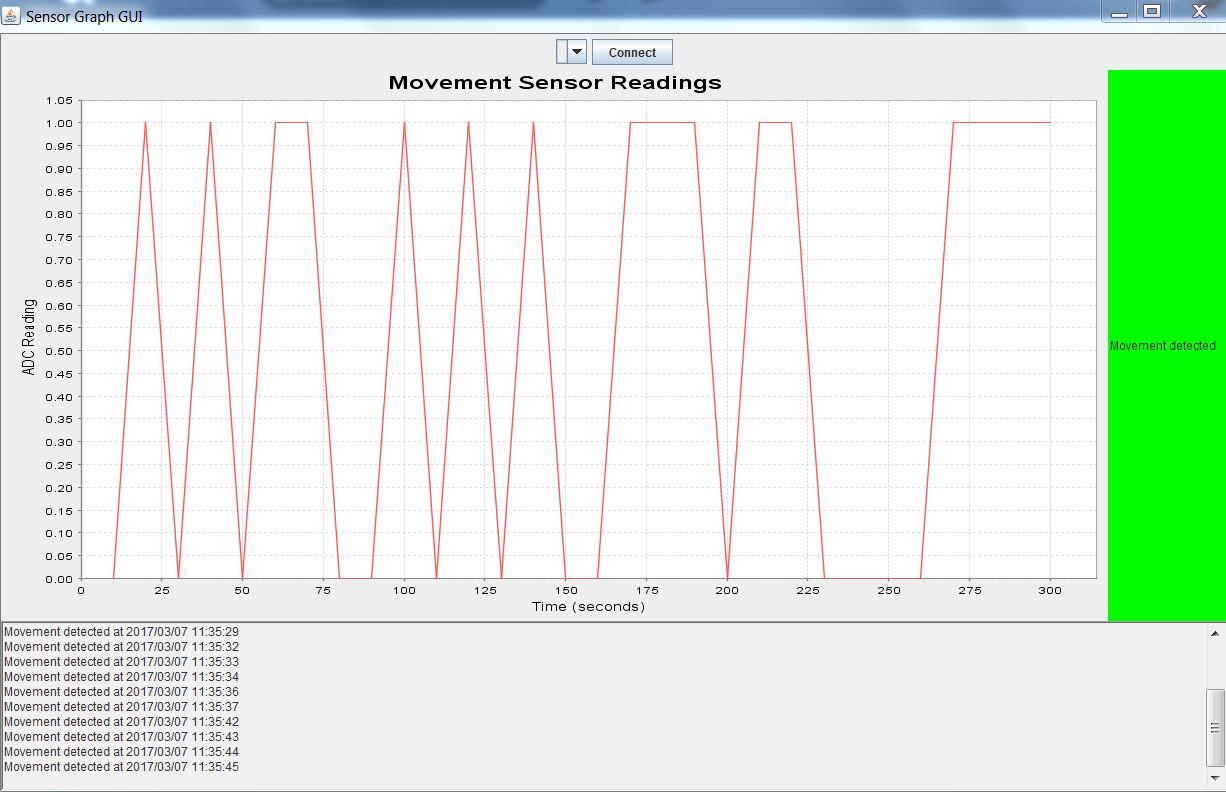 Sensor Graph GUI
Connect
Movement Sensor Readings
1.05
1.00
0.95
0.90
0.85
0.80
0.75
0.70
0.65
0.60
0.55
0.50
0.45
0.40
0.35
0.30
0.25
0.20
0.15
0.10
0.05
0.00
ADC Reading
0 25 50 75 100 125 150 175 200 225 250 275 300
Time (seconds)
Movement detected
Movement detected at 2017/03/07 11:35:29
Movement detected at 2017/03/07 11:35:32
Movement detected at 2017/03/07 11:35:33
Movement detected at 2017/03/07 11:35:34
Movement detected at 2017/03/07 11:35:36
Movement detected at 2017/03/07 11:35:37
Movement detected at 2017/03/07 11:35:42
Movement detected at 2017/03/07 11:35:43
Movement detected at 2017/03/07 11:35:44
Movement detected at 2017/03/07 11:35:45